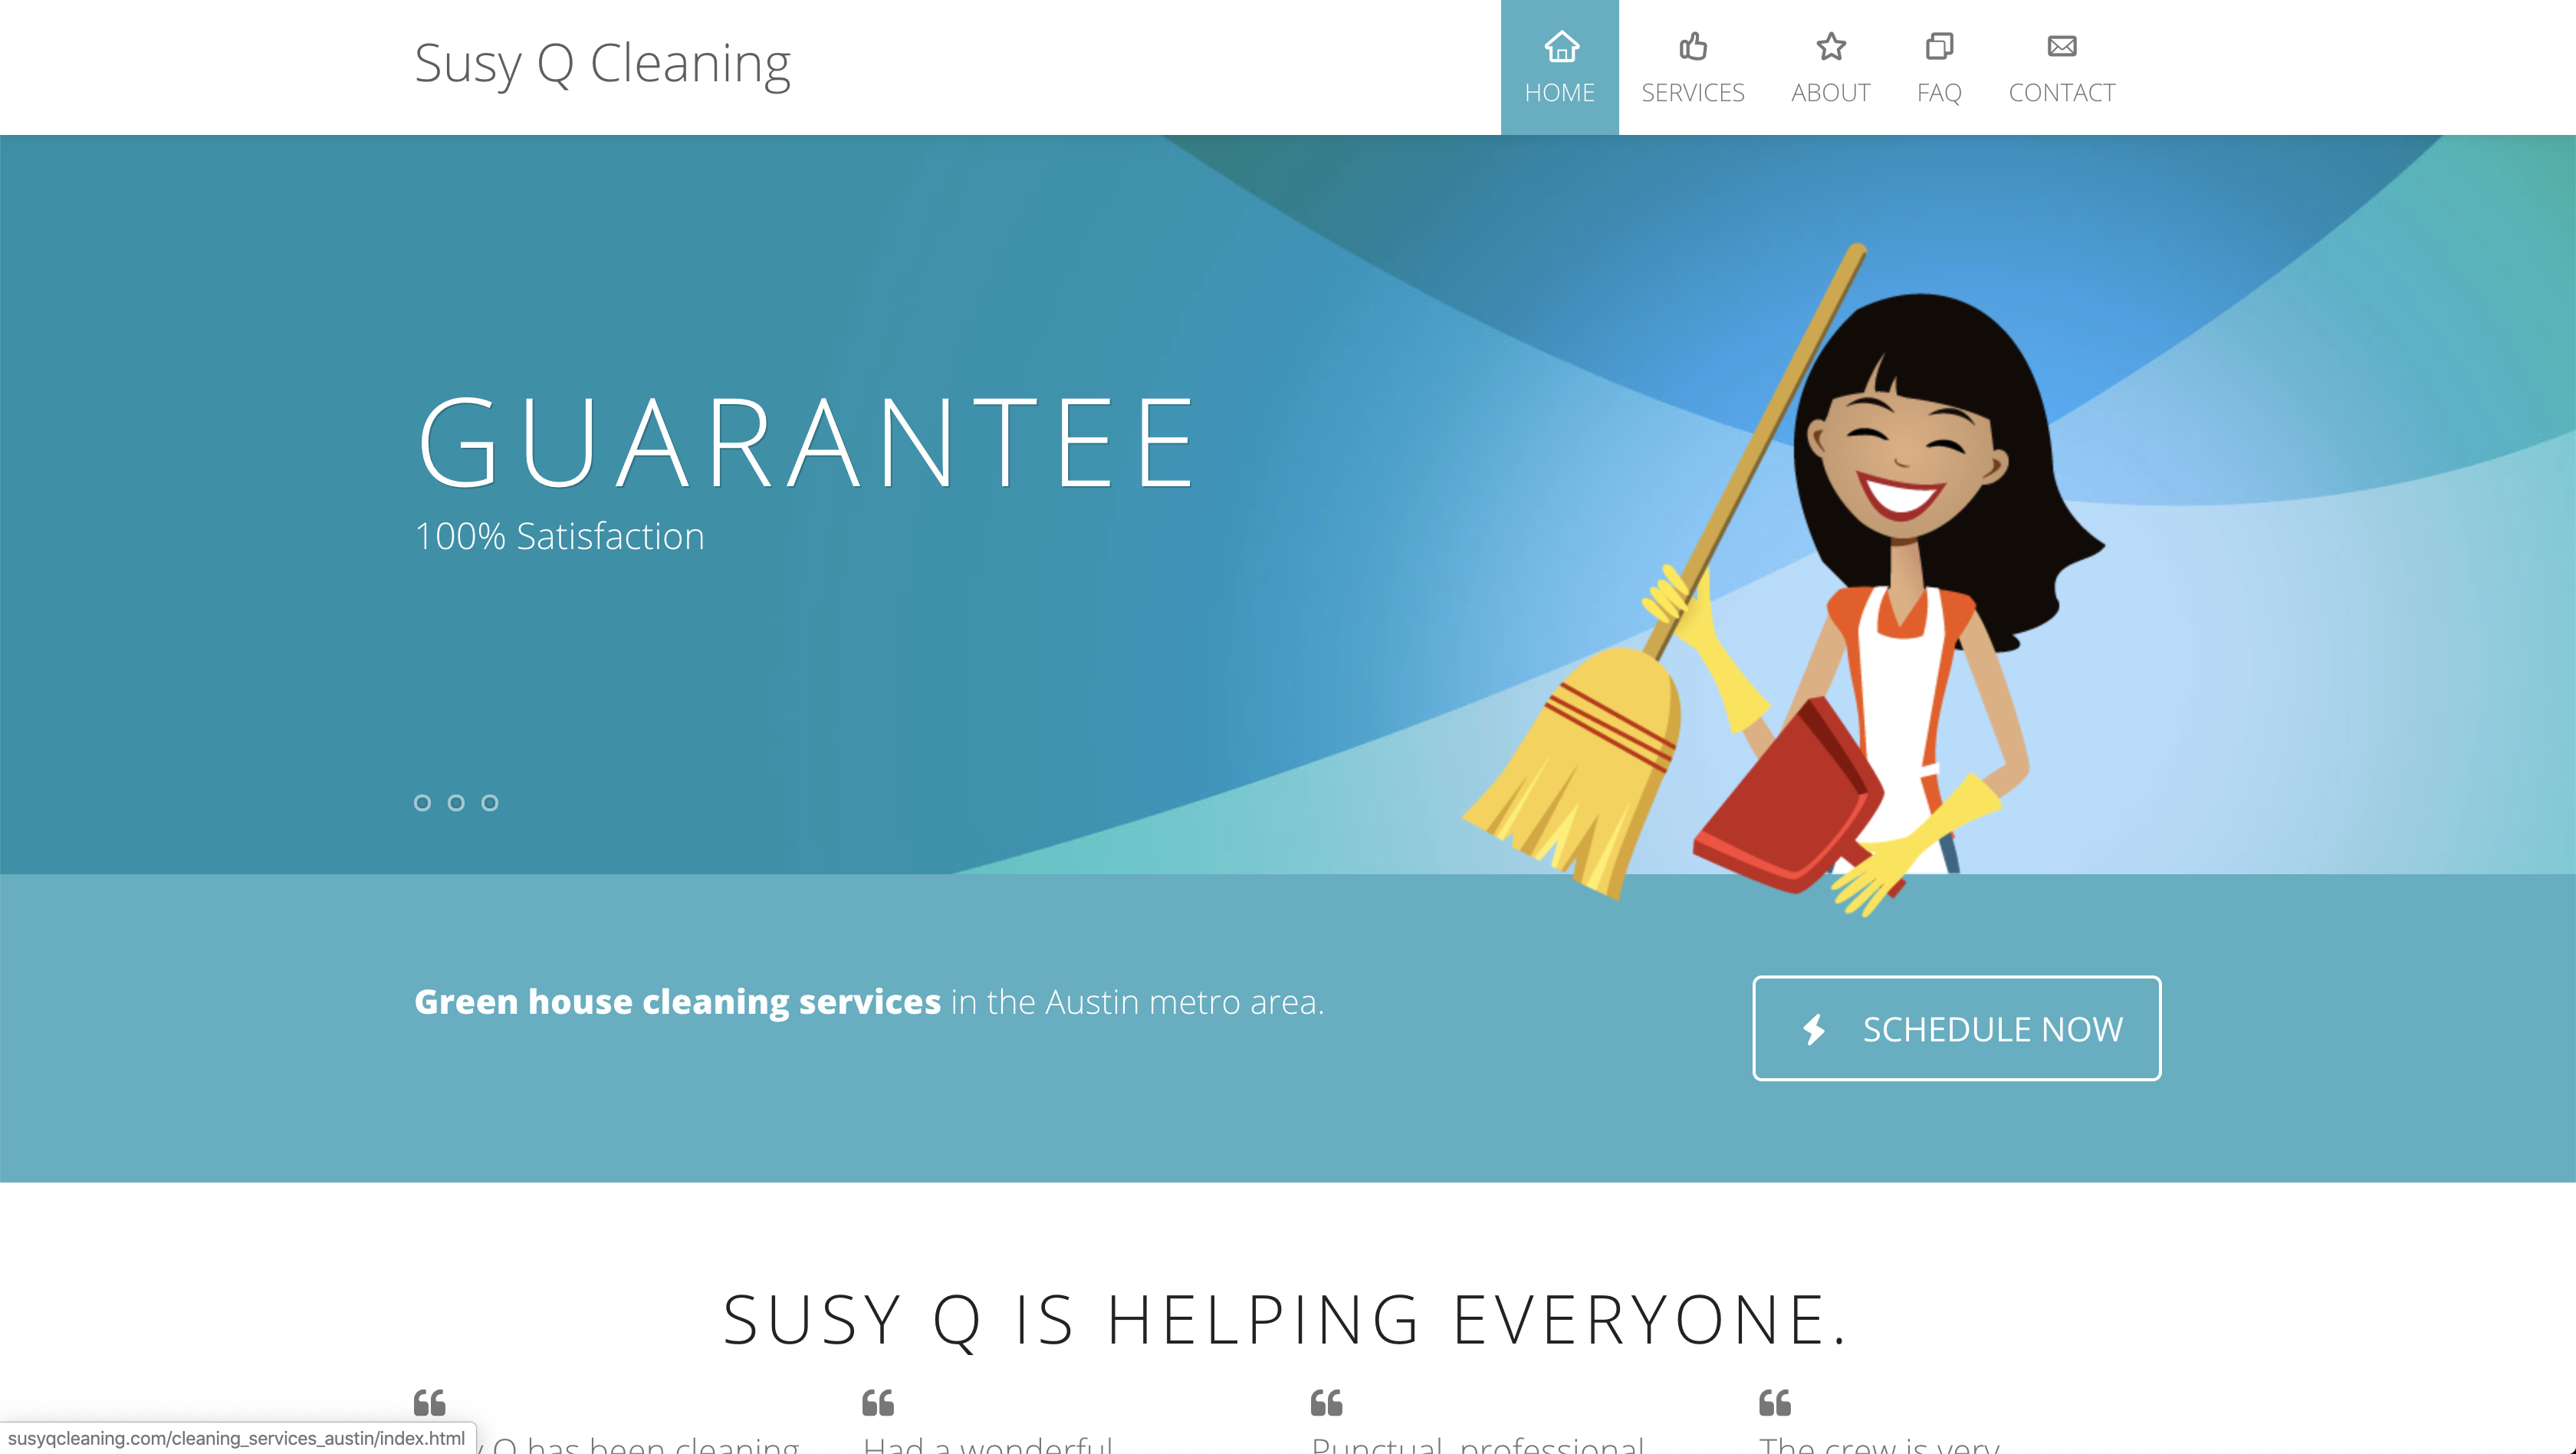 Susy Q Cleaning
HOME
SERVICES
ABOUT
FAQ
CONTACT
GUARANTEE
100% Satisfaction
Green house cleaning services in the Austin metro area.
SCHEDULE NOW
SUSY Q IS HELPING EVERYONE.
Q has been cleaning
Had a wonderful
Punctual, professional
The crew is very
susyqcleaning.com/cleaning_services_austin/index.html